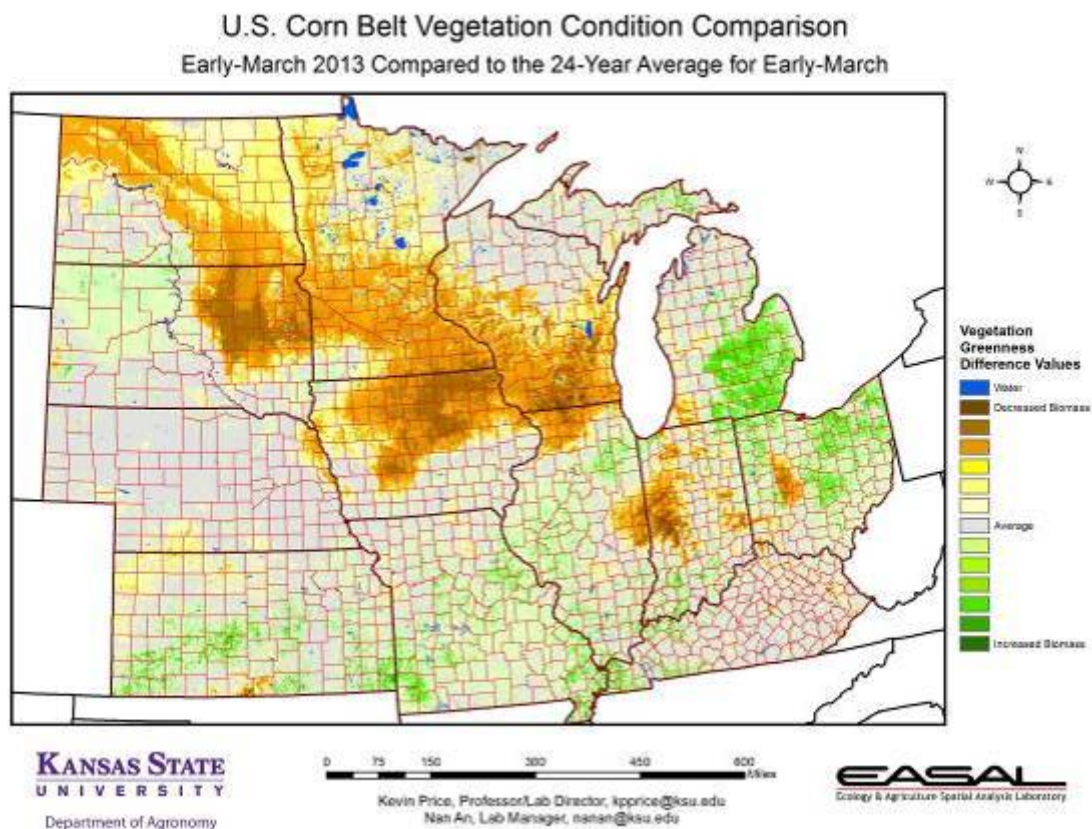 U.S. Corn Belt Vegetation Condition Comparison
Early-March 2013 Compared to the 24-Year Average for Early-March
N
W
E
S
Vegetation
Greenness
Difference Values
Water
Decreased Biomass
Average
Increased Biomass
KANSAS STATE
UNIVERSITY
Department of Agronomy
0 75 150 300 450 600
Miles
Kevin Price, Professor/Lab Director, kpprice@ksu.edu
Nan An, Lab Manager, nanan@ksu.edu
EASAL
Ecology & Agriculture Spatial Analysis Laboratory